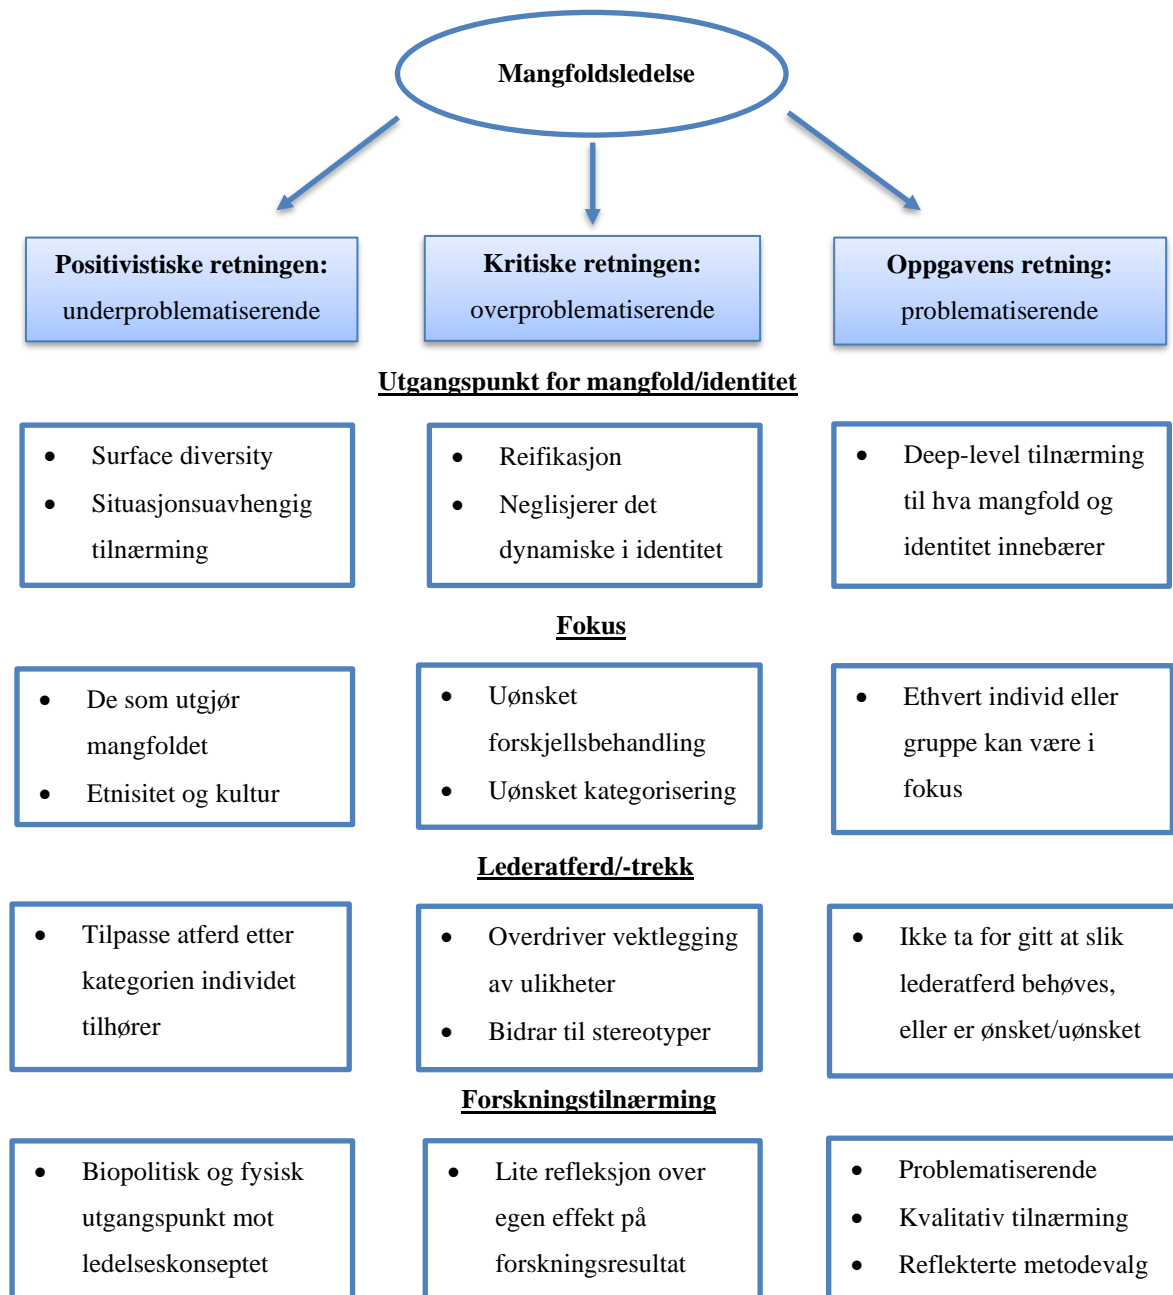 Mangfoldsledelse
Positivistiske retningen:
underproblematiserende
Kritiske retningen:
overproblematiserende
Oppgavens retning:
problematiserende
Utgangspunkt for mangfold/identitet
• Surface diversity
• Situasjonsuavhengig
tilnærming
• Reifikasjon
• Neglisjerer det
dynamiske i identitet
• Deep-level tilnærming
til hva mangfold og
identitet innebærer
Fokus
• De som utgjør
mangfoldet
• Etnisitet og kultur
• Uønsket
forskjellsbehandling
• Uønsket kategorisering
• Ethvert individ eller
gruppe kan være i
fokus
Lederatferd/-trekk
• Tilpasse atferd etter
kategorien individet
tilhører
• Overdriver vektlegging
av ulikheter
• Bidrar til stereotyper
• Ikke ta for gitt at slik
lederatferd behøves,
eller er ønsket/uønsket
Forskningstilnærming
• Biopolitisk og fysisk
utgangspunkt mot
ledelseskonseptet
• Lite refleksjon over
egen effekt på
forskningsresultat
• Problematiserende
• Kvalitativ tilnærming
• Reflekterte metodevalg